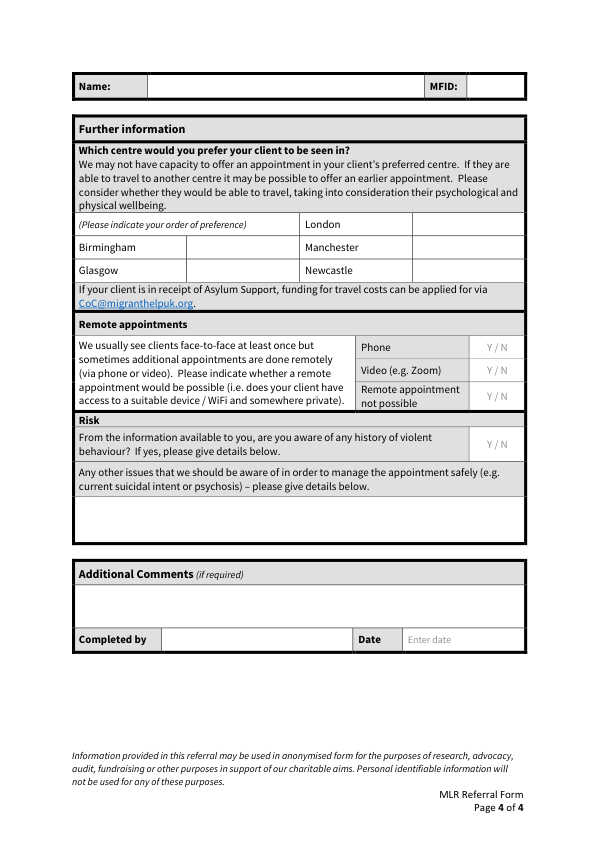 Name: MFID:
Further information
Which centre would you prefer your client to be seen in?
We may not have capacity to offer an appointment in your client's preferred centre. If they are
able to travel to another centre it may be possible to offer an earlier appointment. Please
consider whether they would be able to travel, taking into consideration their psychological and
physical wellbeing.
(Please indicate your order of preference) London
Birmingham Manchester
Glasgow Newcastle
If your client is in receipt of Asylum Support, funding for travel costs can be applied for via
CoC@migranthelpuk.org.
Remote appointments
We usually see clients face-to-face at least once but
sometimes additional appointments are done remotely
(via phone or video). Please indicate whether a remote
appointment would be possible (i.e. does your client have
access to a suitable device / WiFi and somewhere private).
Phone Y / N
Video (e.g. Zoom) Y / N
Remote appointment
not possible Y / N
Risk
From the information available to you, are you aware of any history of violent
behaviour? If yes, please give details below. Y / N
Any other issues that we should be aware of in order to manage the appointment safely (e.g.
current suicidal intent or psychosis) – please give details below.
Additional Comments (if required)
Completed by Date Enter date
Information provided in this referral may be used in anonymised form for the purposes of research, advocacy,
audit, fundraising or other purposes in support of our charitable aims. Personal identifiable information will
not be used for any of these purposes.
MLR Referral Form
Page 4 of 4